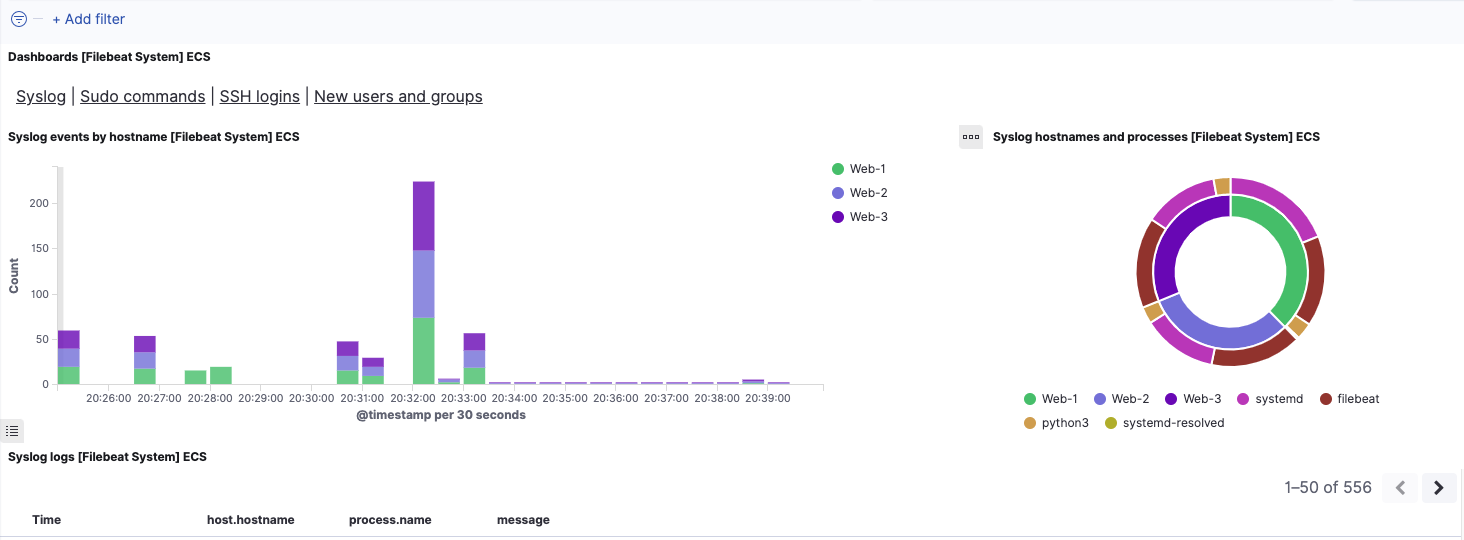 + Add filter
Dashboards [Filebeat System] ECS
Syslog | Sudo commands | SSH logins | New users and groups
Syslog events by hostname [Filebeat System] ECS
200
150
100
50
0
Count
20:26:00 20:27:00 20:28:00 20:29:00 20:30:00 20:31:00 20:32:00 20:33:00 20:34:00 20:35:00 20:36:00 20:37:00 20:38:00 20:39:00
@timestamp per 30 seconds
Web-1
Web-2
Web-3
Syslog hostnames and processes [Filebeat System] ECS
Web-1 Web-2 Web-3 systemd filebeat
python3 systemd-resolved
Syslog logs [Filebeat System] ECS
1–50 of 556
Time host.hostname process.name message